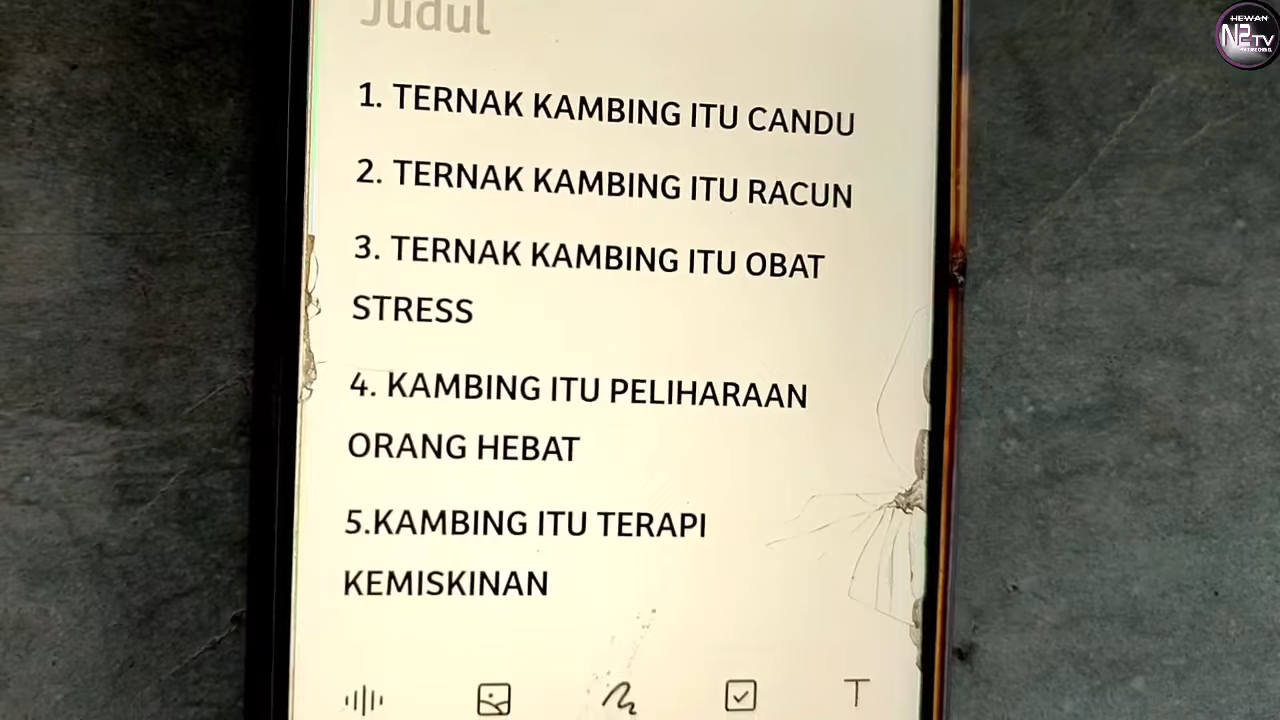 HEWAN
N2TV
Judul
1. TERNAK KAMBING ITU CANDU
2. TERNAK KAMBING ITU RACUN
3. TERNAK KAMBING ITU OBAT
STRESS
4. KAMBING ITU PELIHARAAN
ORANG HEBAT
5.KAMBING ITU TERAPI
KEMISKINAN
T